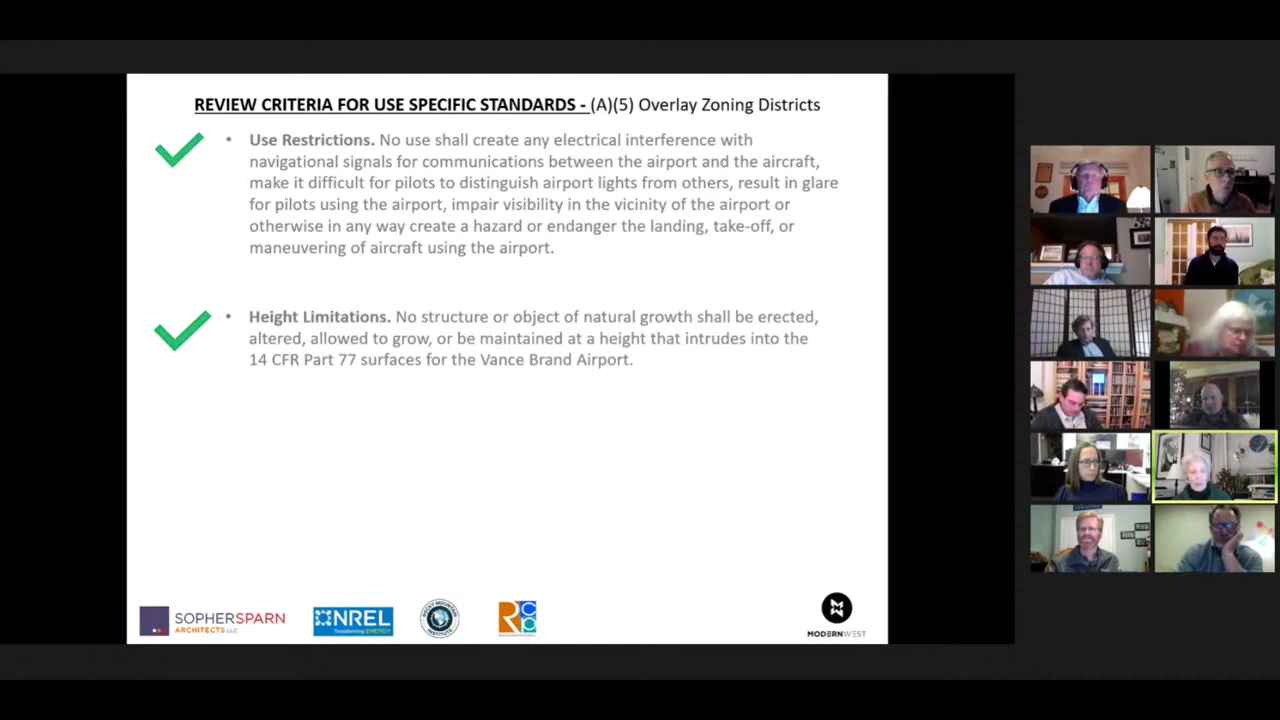 REVIEW CRITERIA FOR USE SPECIFIC STANDARDS - (A)(5) Overlay Zoning Districts
• Use Restrictions. No use shall create any electrical interference with
navigational signals for communications between the airport and the aircraft,
make it difficult for pilots to distinguish airport lights from others, result in glare
for pilots using the airport, impair visibility in the vicinity of the airport or
otherwise in any way create a hazard or endanger the landing, take-off, or
maneuvering of aircraft using the airport.
• Height Limitations. No structure or object of natural growth shall be erected,
altered, allowed to grow, or be maintained at a height that intrudes into the
14 CFR Part 77 surfaces for the Vance Brand Airport.
SOPHERSPARN
ARCHITECTS LLC
NREL
Transforming ENERGY
ROCKY MOUNTAIN
INSTITUTE
RCP
MODERNWEST